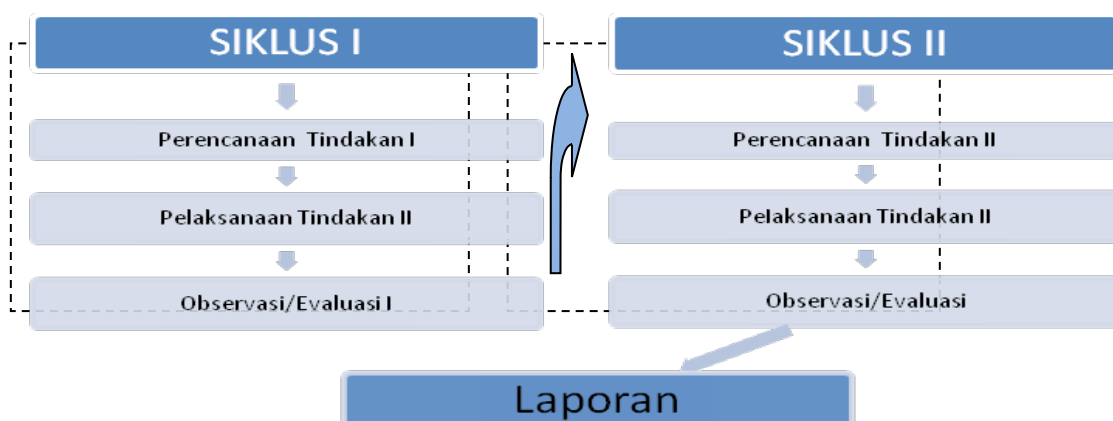 SIKLUS I
Perencanaan Tindakan I
Pelaksanaan Tindakan II
Observasi/Evaluasi I
SIKLUS II
Perencanaan Tindakan II
Pelaksanaan Tindakan II
Observasi/Evaluasi
Laporan